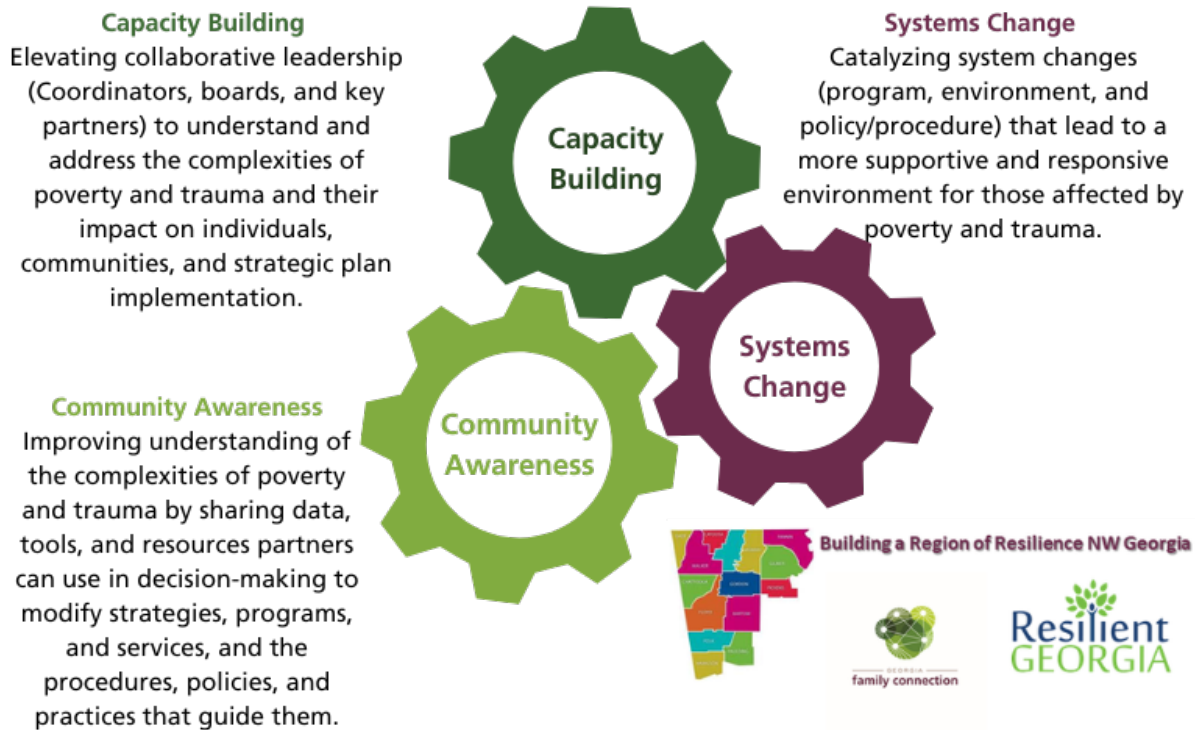 Capacity Building
Elevating collaborative leadership
(Coordinators, boards, and key
partners) to understand and
address the complexities of
poverty and trauma and their
impact on individuals,
communities, and strategic plan
implementation.
Capacity
Building
Systems Change
Catalyzing system changes
(program, environment, and
policy/procedure) that lead to a
more supportive and responsive
environment for those affected by
poverty and trauma.
Systems
Change
Community Awareness
Improving understanding of
the complexities of poverty
and trauma by sharing data,
tools, and resources partners
can use in decision-making to
modify strategies, programs,
and services, and the
procedures, policies, and
practices that guide them.
Community
Awareness
Building a Region of Resilience NW Georgia
GEORGIA
family connection
Resilient
GEORGIA